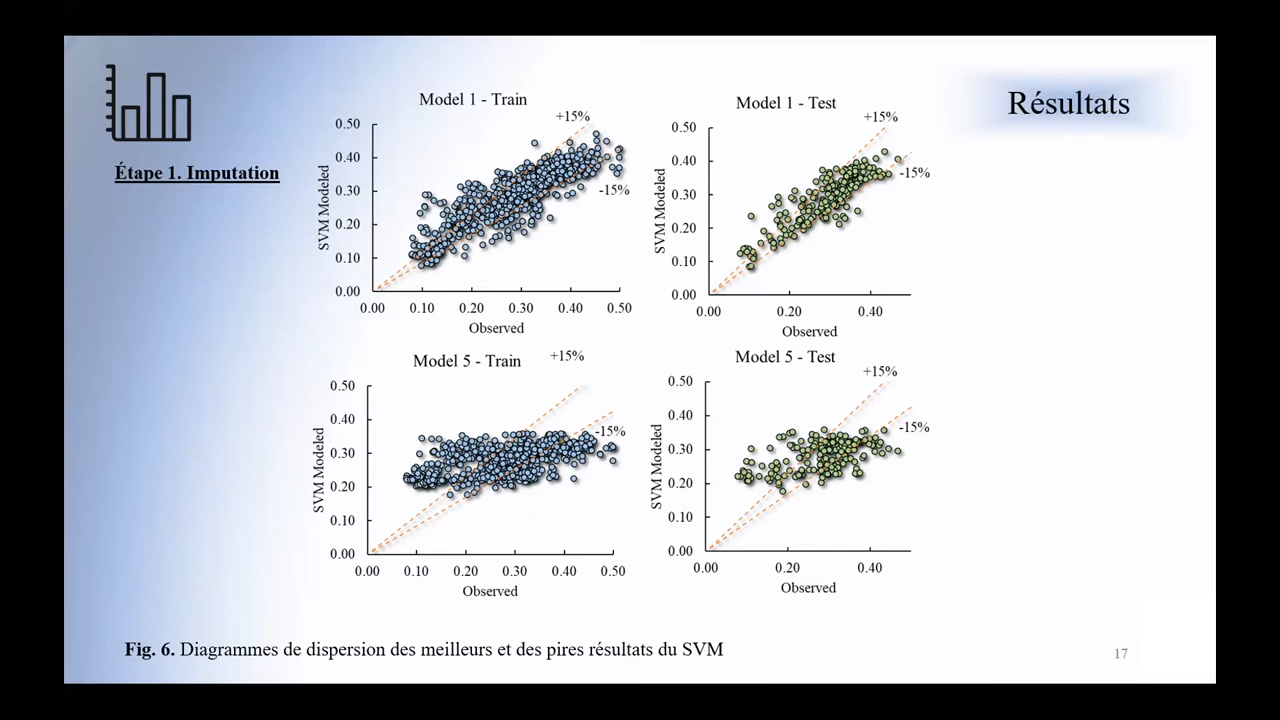 Résultats
Étape 1. Imputation
Model 1 - Train
+15%
-15%
0.50
0.40
0.30
0.20
0.10
0.00
SVM Modeled
0.00 0.10 0.20 0.30 0.40 0.50
Observed
Model 1 - Test
+15%
-15%
0.50
0.40
0.30
0.20
0.10
0.00
SVM Modeled
0.00 0.20 0.40
Observed
Model 5 - Train
+15%
-15%
0.50
0.40
0.30
0.20
0.10
0.00
SVM Modeled
0.00 0.10 0.20 0.30 0.40 0.50
Observed
Model 5 - Test
+15%
-15%
0.50
0.40
0.30
0.20
0.10
0.00
SVM Modeled
0.00 0.20 0.40
Observed
Fig. 6. Diagrammes de dispersion des meilleurs et des pires résultats du SVM
17